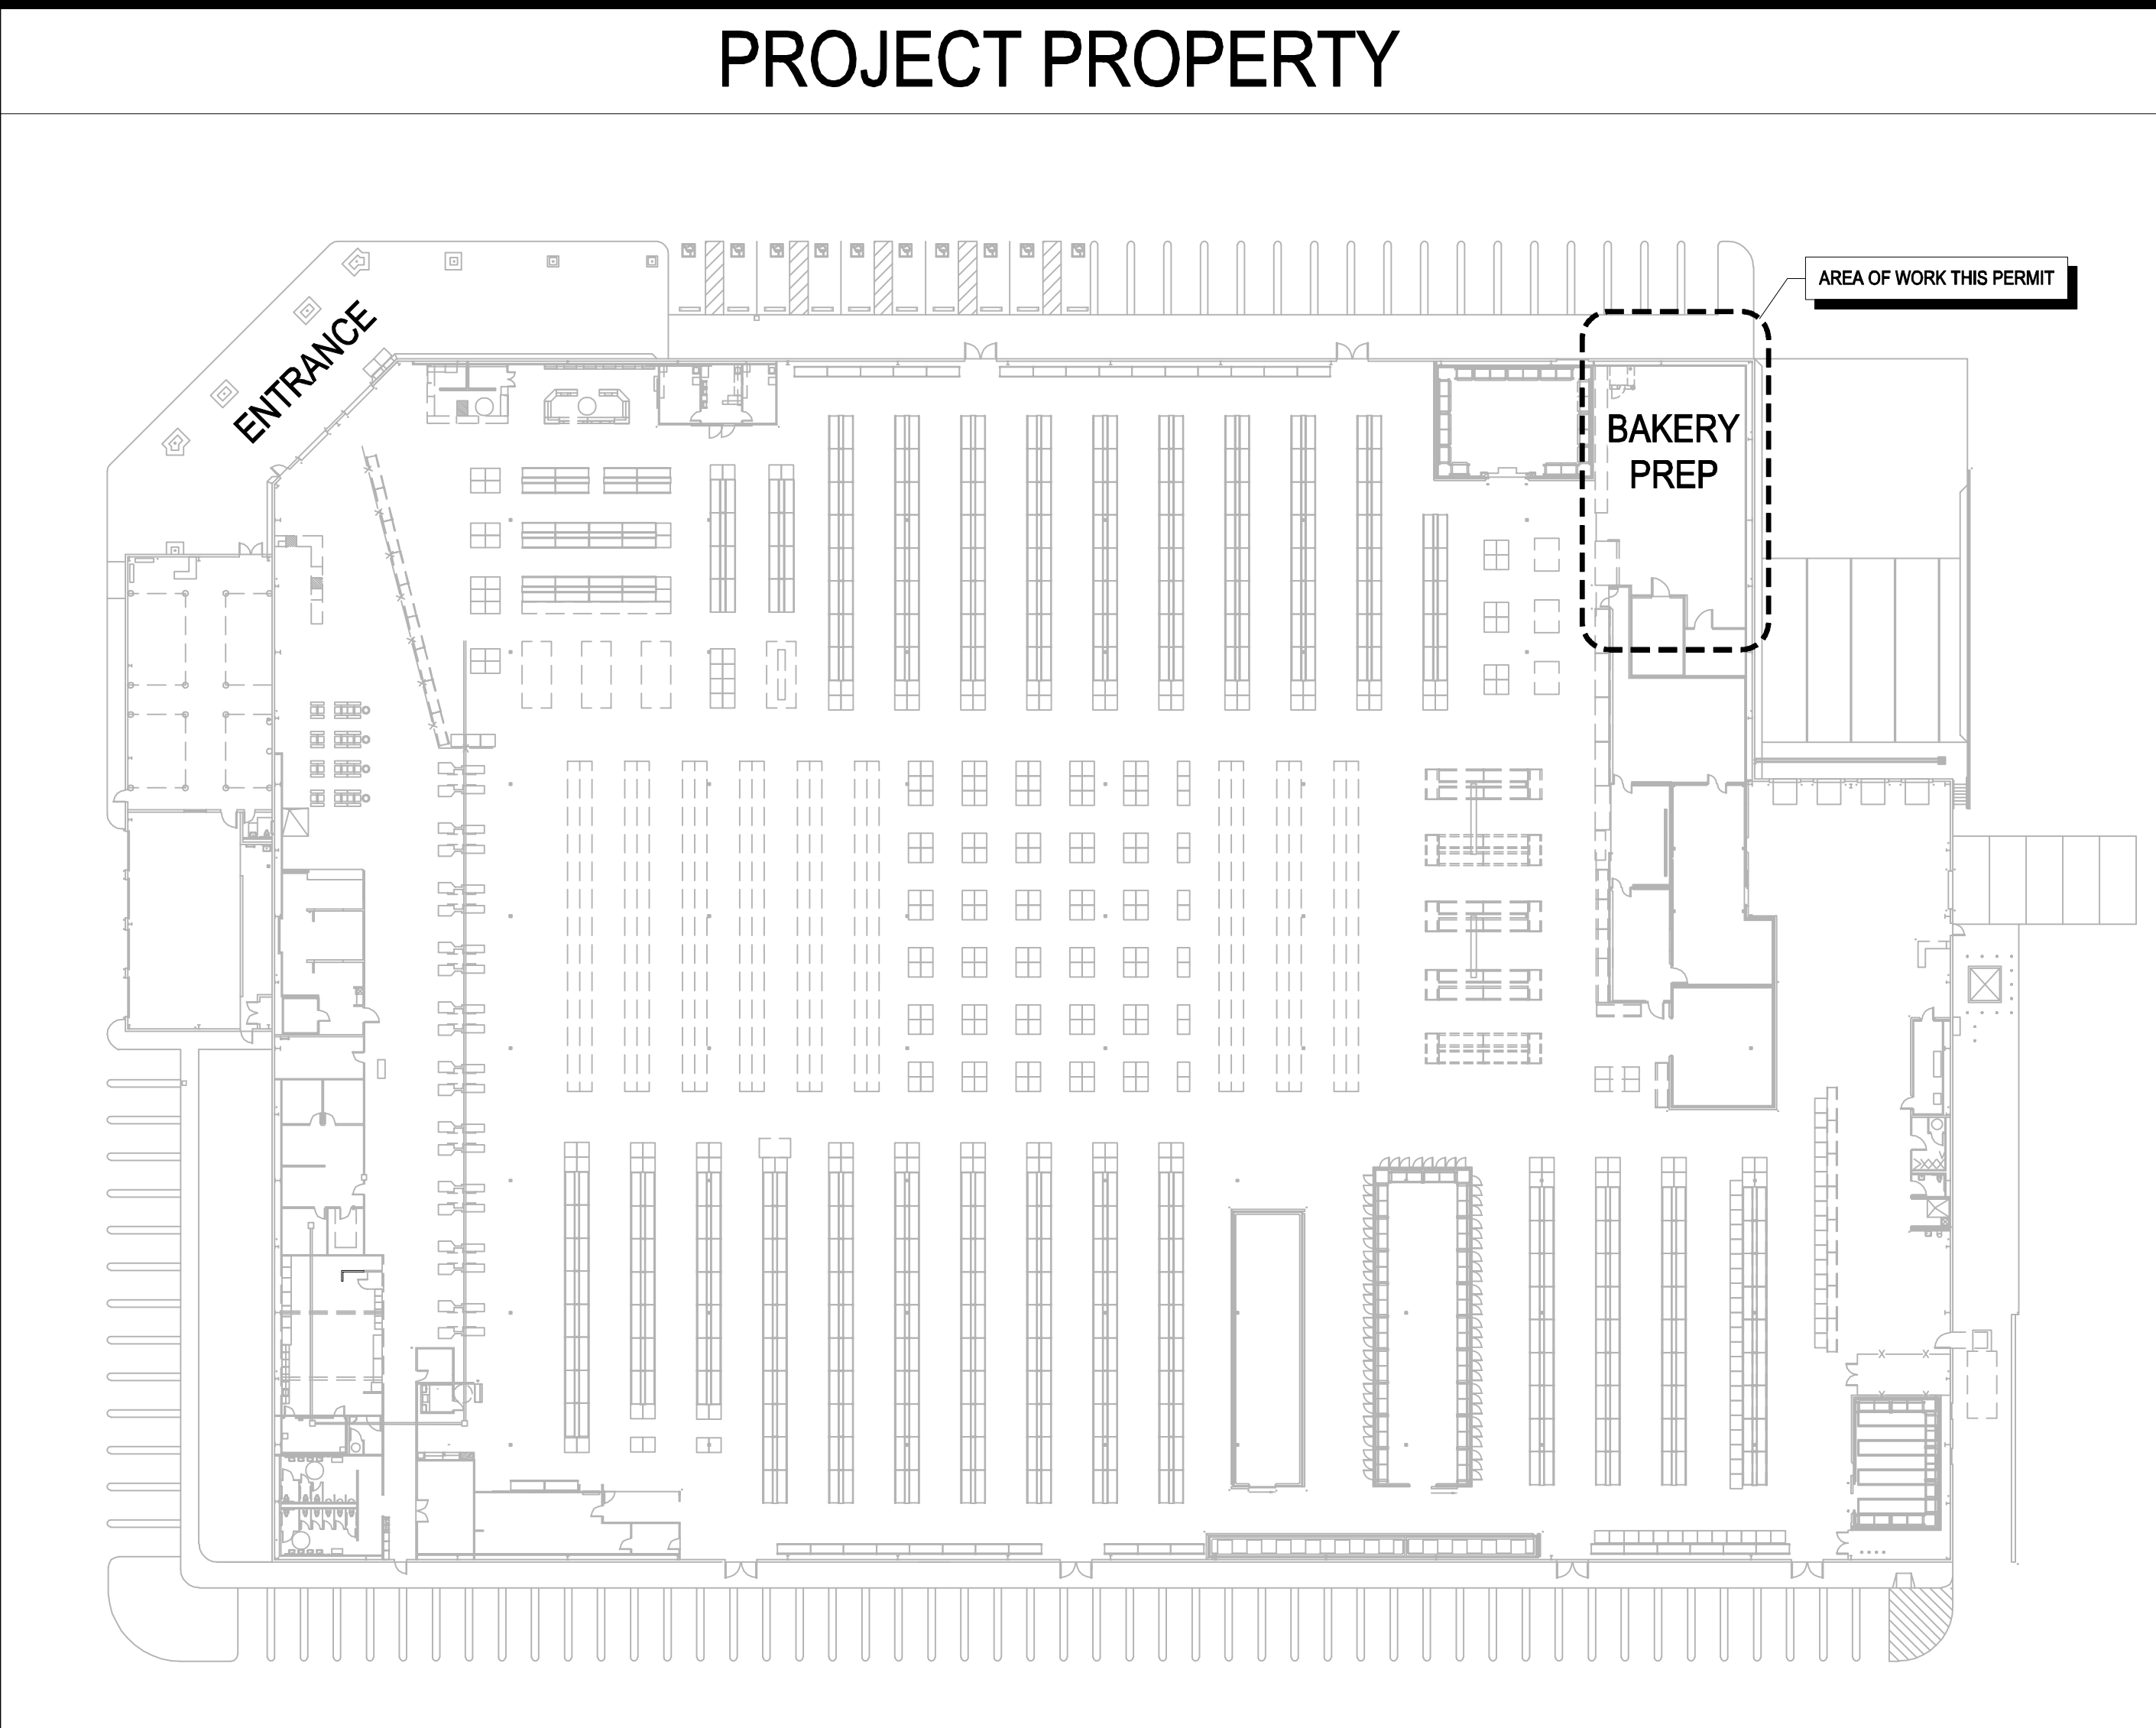 PROJECT PROPERTY
AREA OF WORK THIS PERMIT
ENTRANCE
BAKERY
PREP